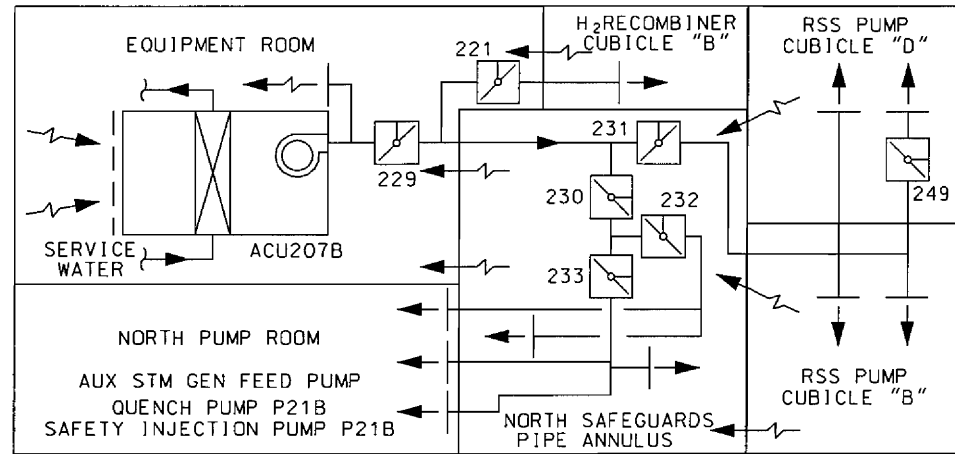 EQUIPMENT ROOM
221
H2RECOMBINER
CUBICLE "B"
RSS PUMP
CUBICLE "D"
231
229
230
232
249
SERVICE
WATER
ACU207B
233
NORTH PUMP ROOM
AUX STM GEN FEED PUMP
QUENCH PUMP P21B
SAFETY INJECTION PUMP P21B
NORTH SAFEGUARDS
PIPE ANNULUS
RSS PUMP
CUBICLE "B"